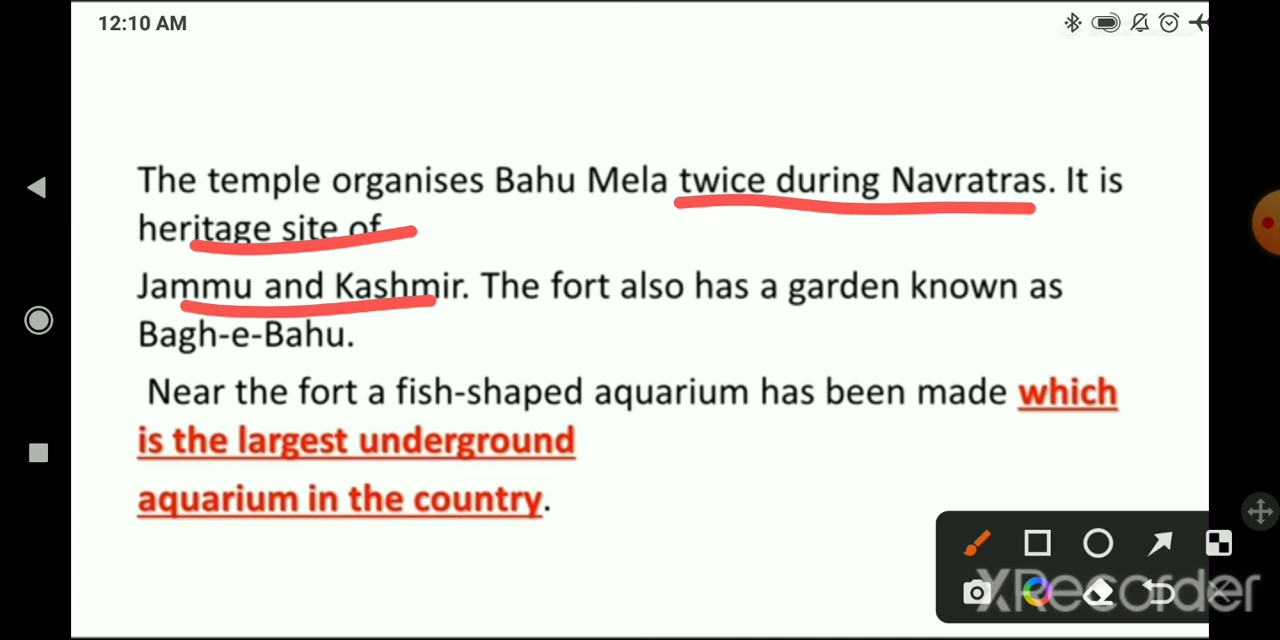 12:10 AM
The temple organises Bahu Mela twice during Navratras. It is
heritage site of
Jammu and Kashmir. The fort also has a garden known as
Bagh-e-Bahu.
Near the fort a fish-shaped aquarium has been made which
is the largest underground
aquarium in the country.
XRecorder